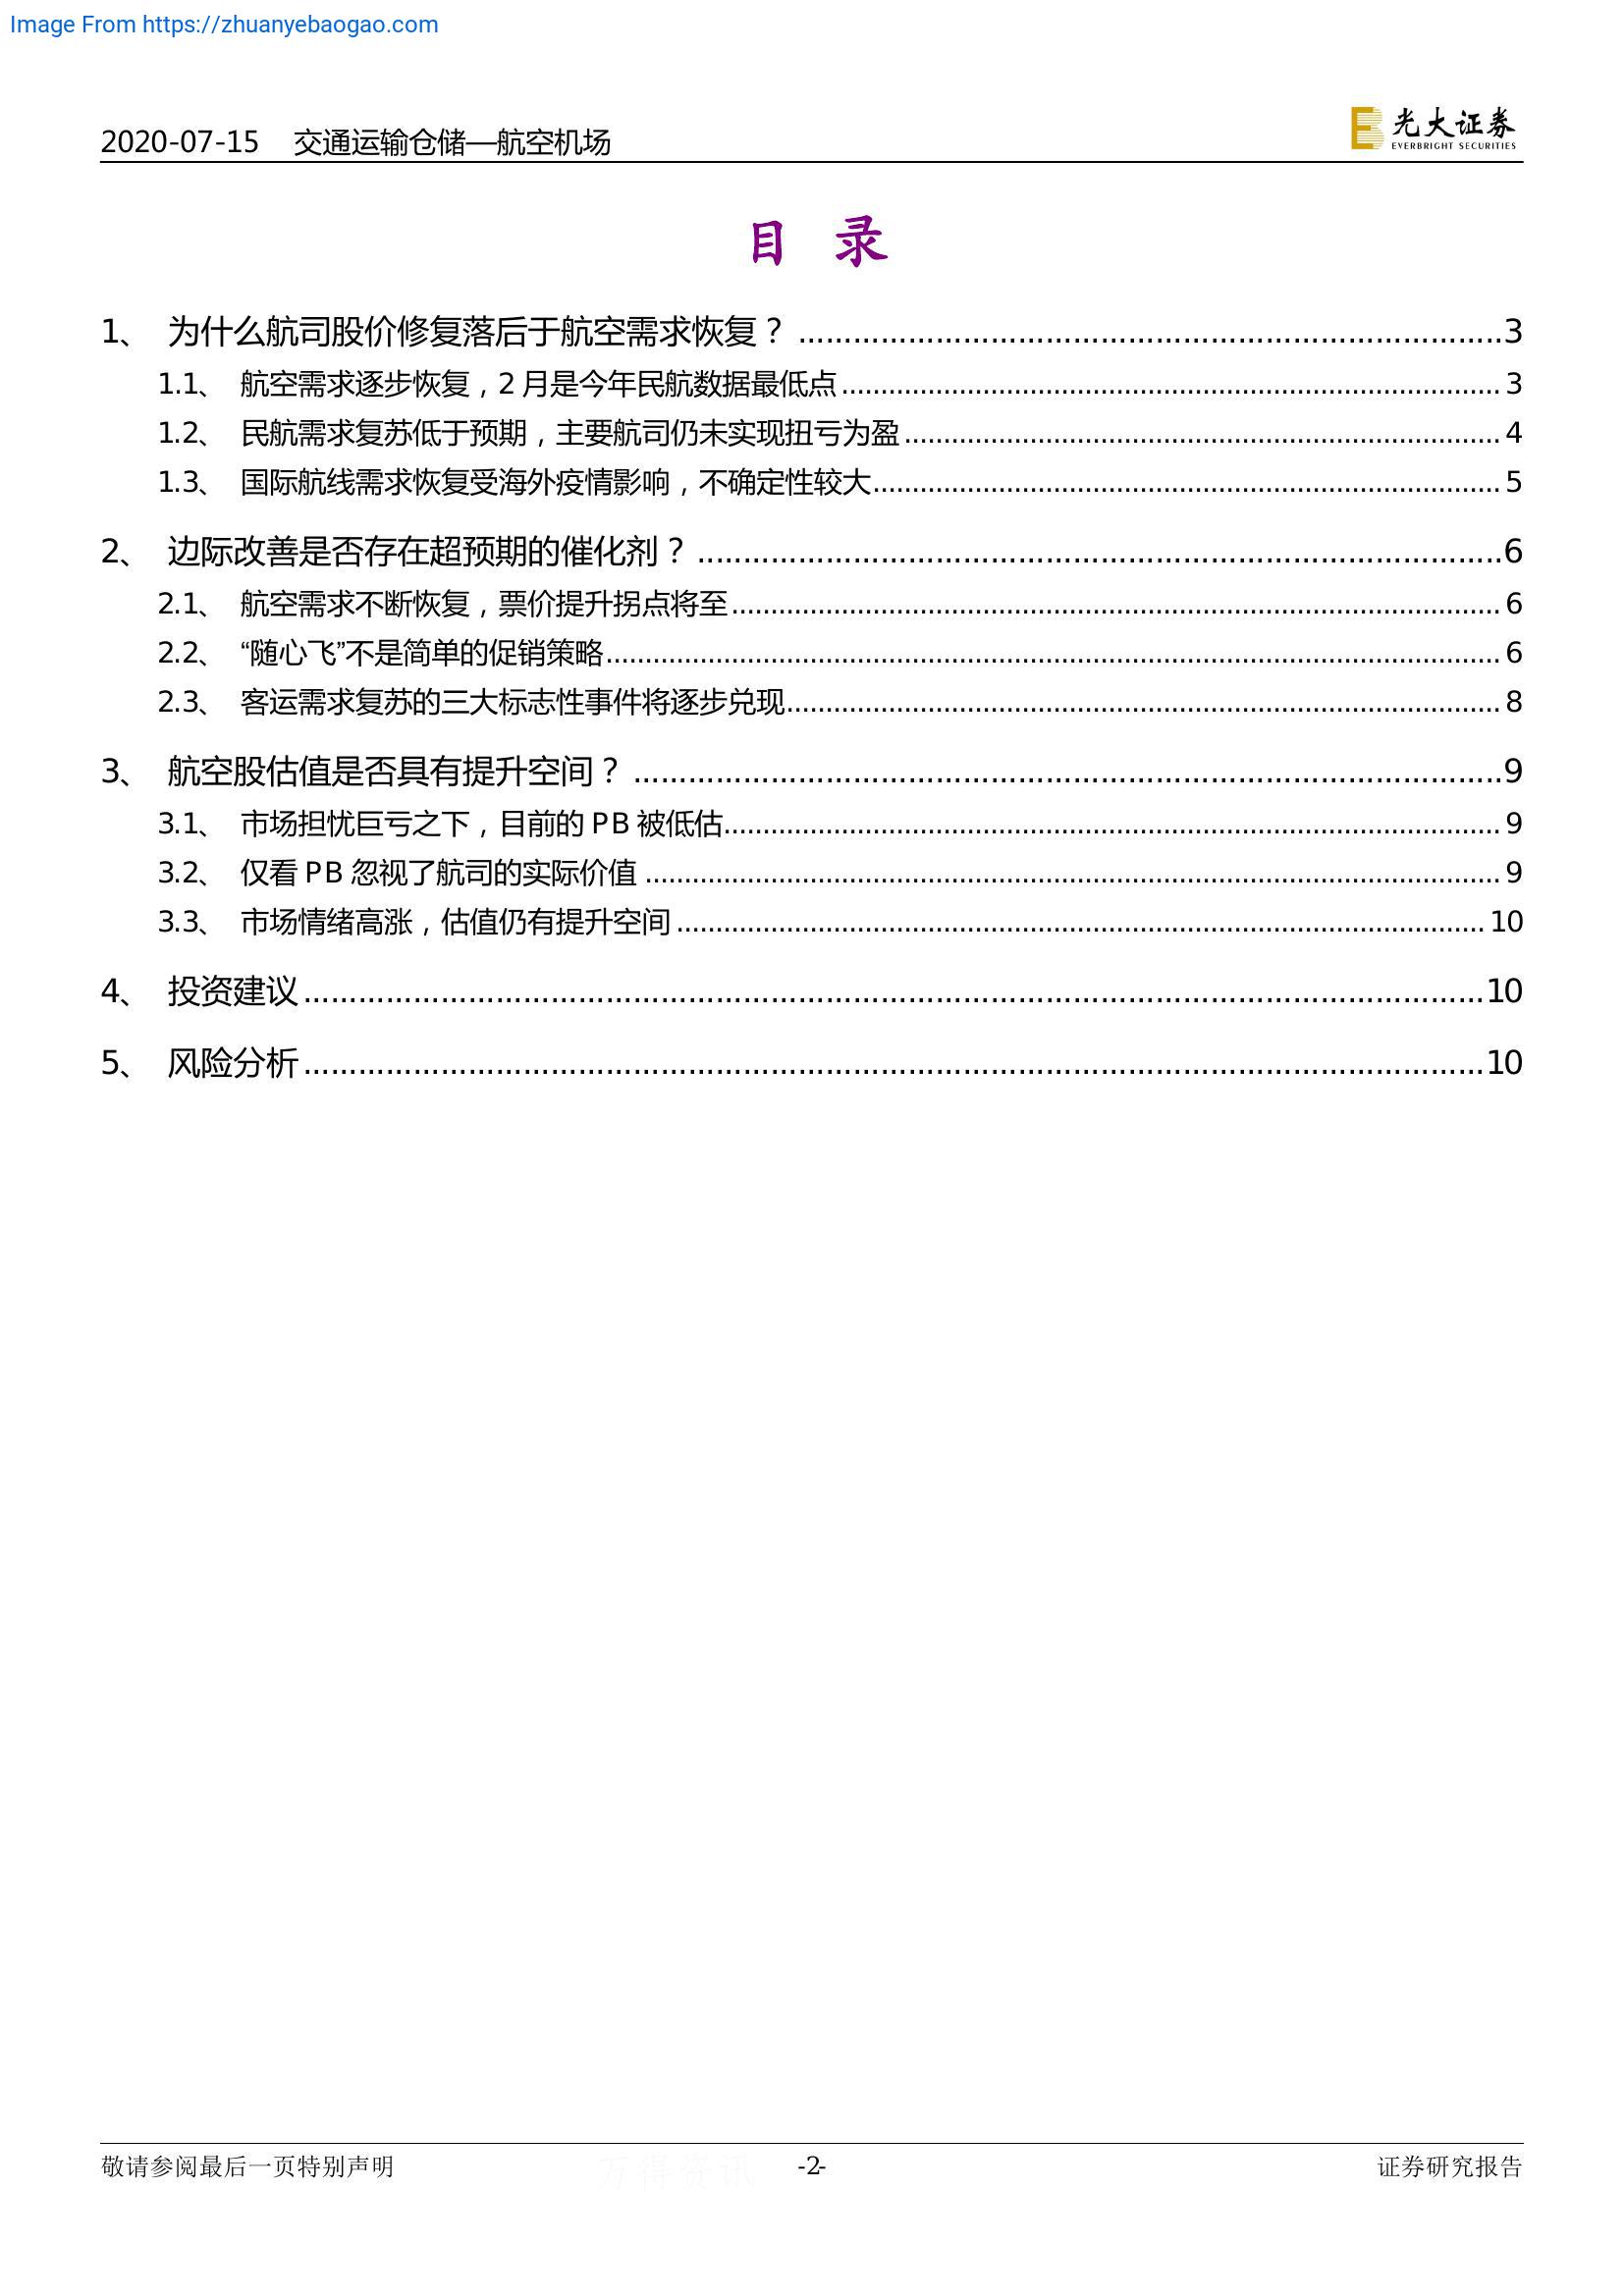 Image From https://zhuanyebaogao.com
2020-07-15 交通运输仓储—航空机场
光大证券
EVERBRIGHT SECURITIES
目 录
1、 为什么航司股价修复落后于航空需求恢复？ 3
1.1、 航空需求逐步恢复，2 月是今年民航数据最低点 3
1.2、 民航需求复苏低于预期，主要航司仍未实现扭亏为盈 4
1.3、 国际航线需求恢复受海外疫情影响，不确定性较大 5
2、 边际改善是否存在超预期的催化剂？ 6
2.1、 航空需求不断恢复，票价提升拐点将至 6
2.2、 “随心飞”不是简单的促销策略 6
2.3、 客运需求复苏的三大标志性事件将逐步兑现 8
3、 航空股估值是否具有提升空间？ 9
3.1、 市场担忧巨亏之下，目前的 PB 被低估 9
3.2、 仅看 PB 忽视了航司的实际价值 9
3.3、 市场情绪高涨，估值仍有提升空间 10
4、 投资建议 10
5、 风险分析 10
敬请参阅最后一页特别声明 万得资讯 -2- 证券研究报告